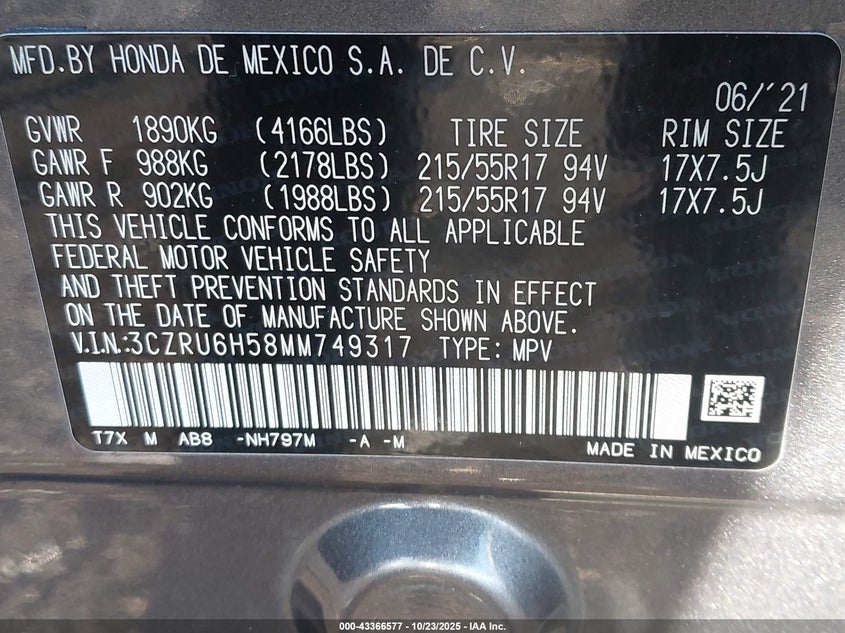 MFD.BY HONDA DE MEXICO S.A. DE C.V.
06/'21
GVWR 1890KG (4166LBS) TIRE SIZE RIM SIZE
GAWR F 988KG (2178LBS) 215/55R17 94V 17X7.5J
GAWR R 902KG (1988LBS) 215/55R17 94V 17X7.5J
THIS VEHICLE CONFORMS TO ALL APPLICABLE
FEDERAL MOTOR VEHICLE SAFETY
AND THEFT PREVENTION STANDARDS IN EFFECT
ON THE DATE OF MANUFACTURE SHOWN ABOVE.
V.I.N.:3CZRU6H58MM749317 TYPE: MPV
T7X M AB8 -NH797M -A -M
MADE IN MEXICO
000-43366577 - 10/23/2025 - IAA Inc.